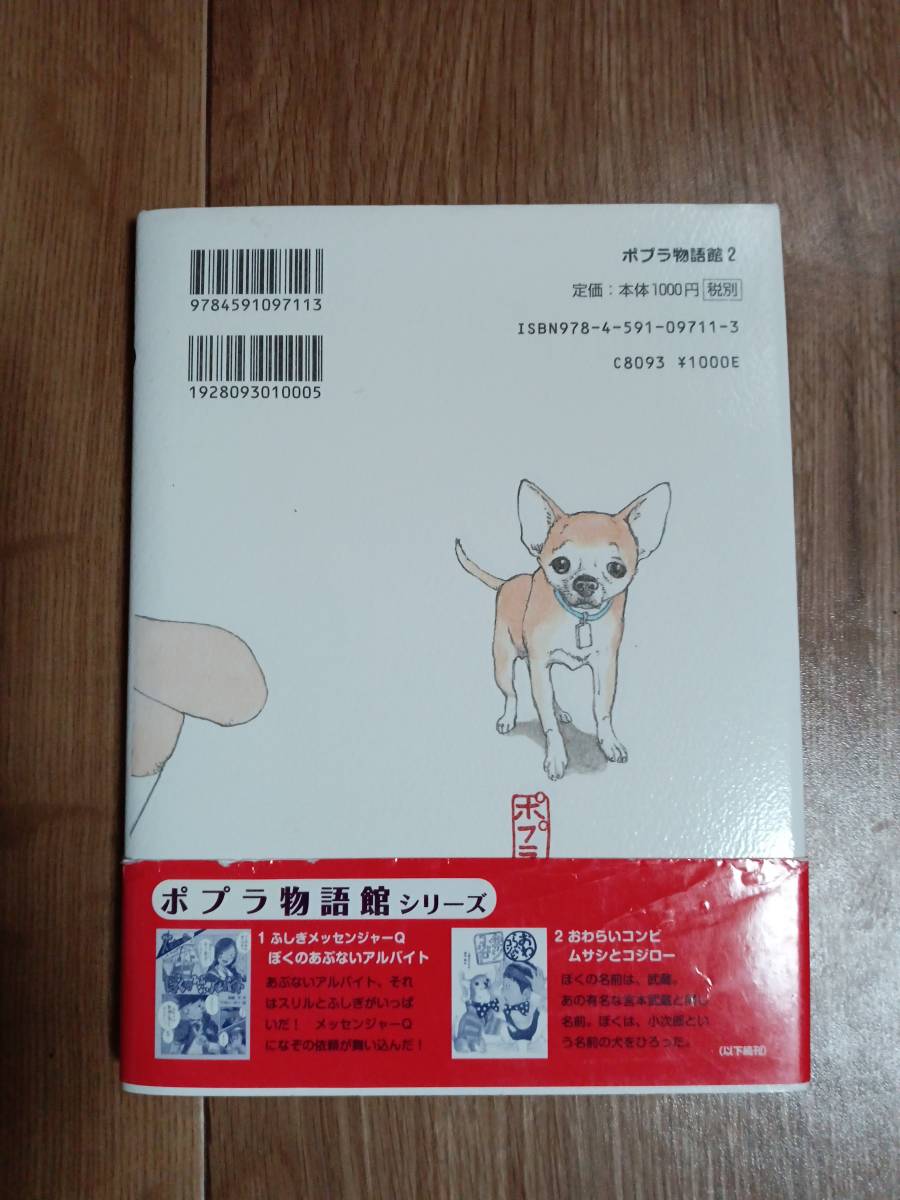 9784591097113
1928093010005
ポプラ物語館 2
定価：本体1000円 税別
ISBN978-4-591-09711-3
C8093 ¥1000E
ポプラ
ポプラ物語館シリーズ
1 ふしぎメッセンジャーQ
ぼくのあぶないアルバイト
あぶないアルバイト、それ
はスリルとふしぎがいっぱ
いだ！ メッセンジャーQ
になぞの依頼が舞い込んだ！
2 おわらいコンビ
ムサシとコジロー
ぼくの名前は、武蔵。
あの有名な宮本武蔵と同じ
名前。ぼくは、小次郎とい
う名前の犬をひろった。
（以下続刊）